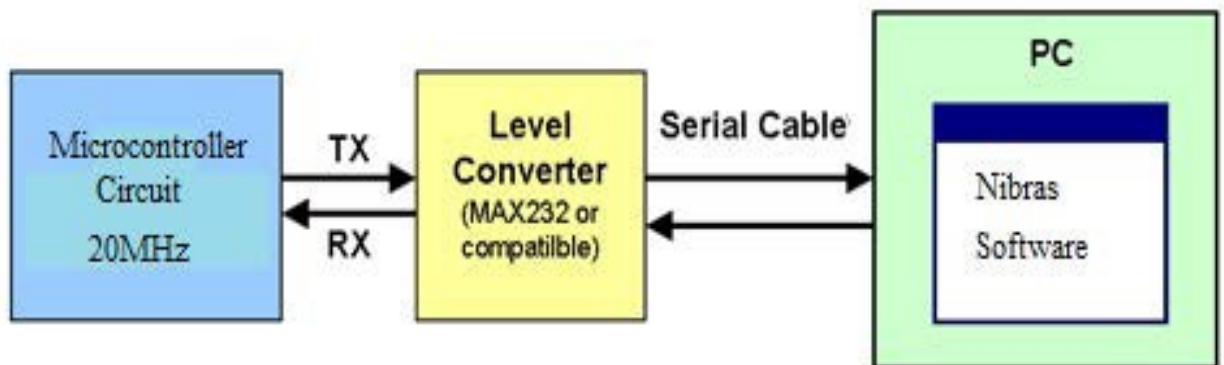 Microcontroller
Circuit
20MHz
TX
RX
Level
Converter
(MAX232 or
compatilble)
Serial Cable
PC
Nibras
Software